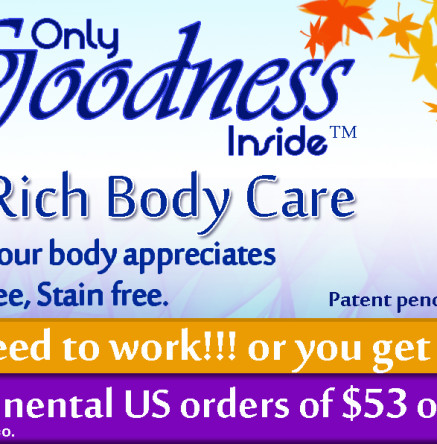 Only
Goodness
Inside™
Rich Body Care
our body appreciates
ee, Stain free.
Patent pend
eed to work!!! or you get
nental US orders of $53 o
o.